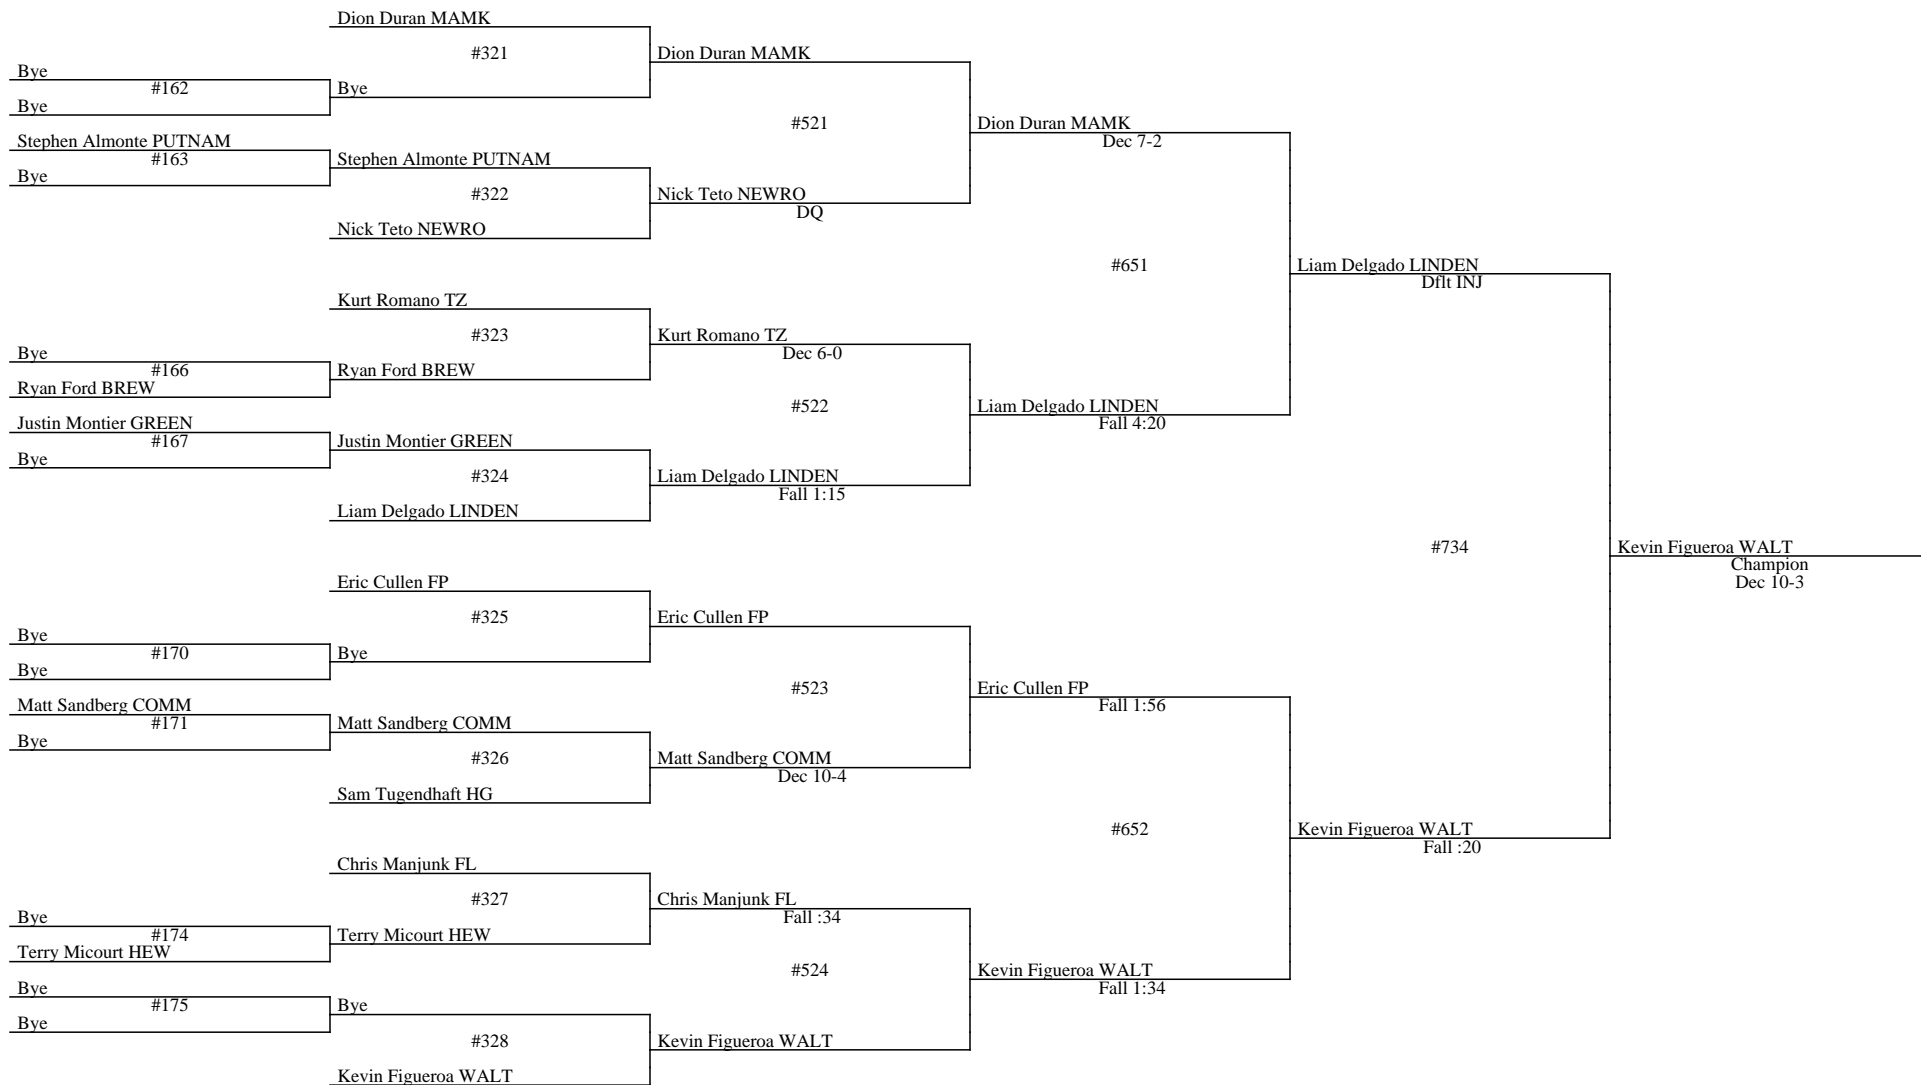 Dion Duran MAMK
#321
Dion Duran MAMK
Bye
#162
Bye
Bye
#521
Dion Duran MAMK
Dec 7-2
Stephen Almonte PUTNAM
#163
Stephen Almonte PUTNAM
Bye
#322
Nick Teto NEWRO
DQ
Nick Teto NEWRO
#651
Liam Delgado LINDEN
Dflt INJ
Kurt Romano TZ
#323
Kurt Romano TZ
Dec 6-0
Bye
#166
Ryan Ford BREW
Ryan Ford BREW
#522
Liam Delgado LINDEN
Fall 4:20
Justin Montier GREEN
#167
Justin Montier GREEN
Bye
#324
Liam Delgado LINDEN
Fall 1:15
Liam Delgado LINDEN
#734
Kevin Figueroa WALT
Champion
Dec 10-3
Eric Cullen FP
#325
Eric Cullen FP
Bye
#170
Bye
Bye
#523
Eric Cullen FP
Fall 1:56
Matt Sandberg COMM
#171
Matt Sandberg COMM
Bye
#326
Matt Sandberg COMM
Dec 10-4
Sam Tugendhaft HG
#652
Kevin Figueroa WALT
Fall :20
Chris Manjunk FL
#327
Chris Manjunk FL
Fall :34
Bye
#174
Terry Micourt HEW
Terry Micourt HEW
#524
Kevin Figueroa WALT
Fall 1:34
Bye
#175
Bye
Bye
#328
Kevin Figueroa WALT
Kevin Figueroa WALT